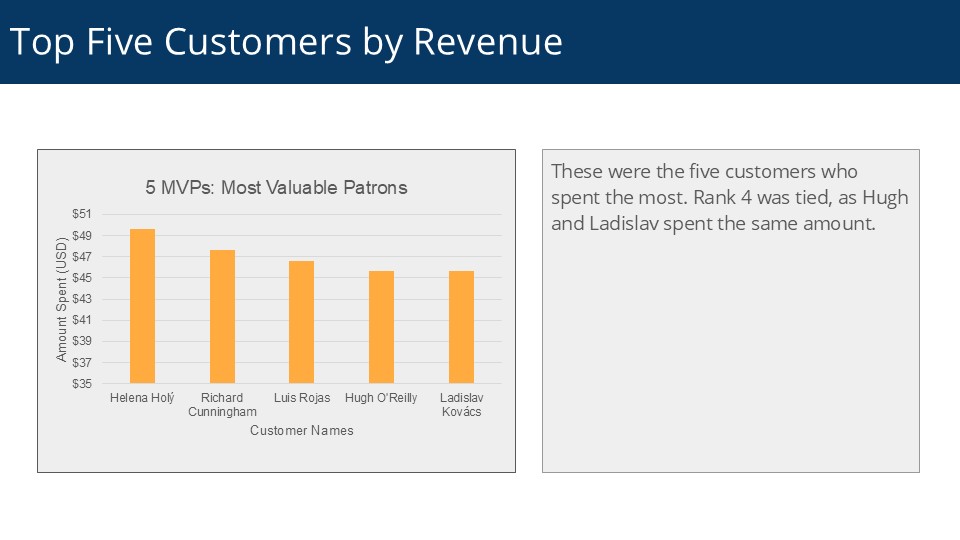 Top Five Customers by Revenue
5 MVPs: Most Valuable Patrons
Amount Spent (USD)
$51
$49
$47
$45
$43
$41
$39
$37
$35
Helena Holý
Richard
Cunningham
Luis Rojas
Hugh O'Reilly
Ladislav
Kovács
Customer Names
These were the five customers who
spent the most. Rank 4 was tied, as Hugh
and Ladislav spent the same amount.